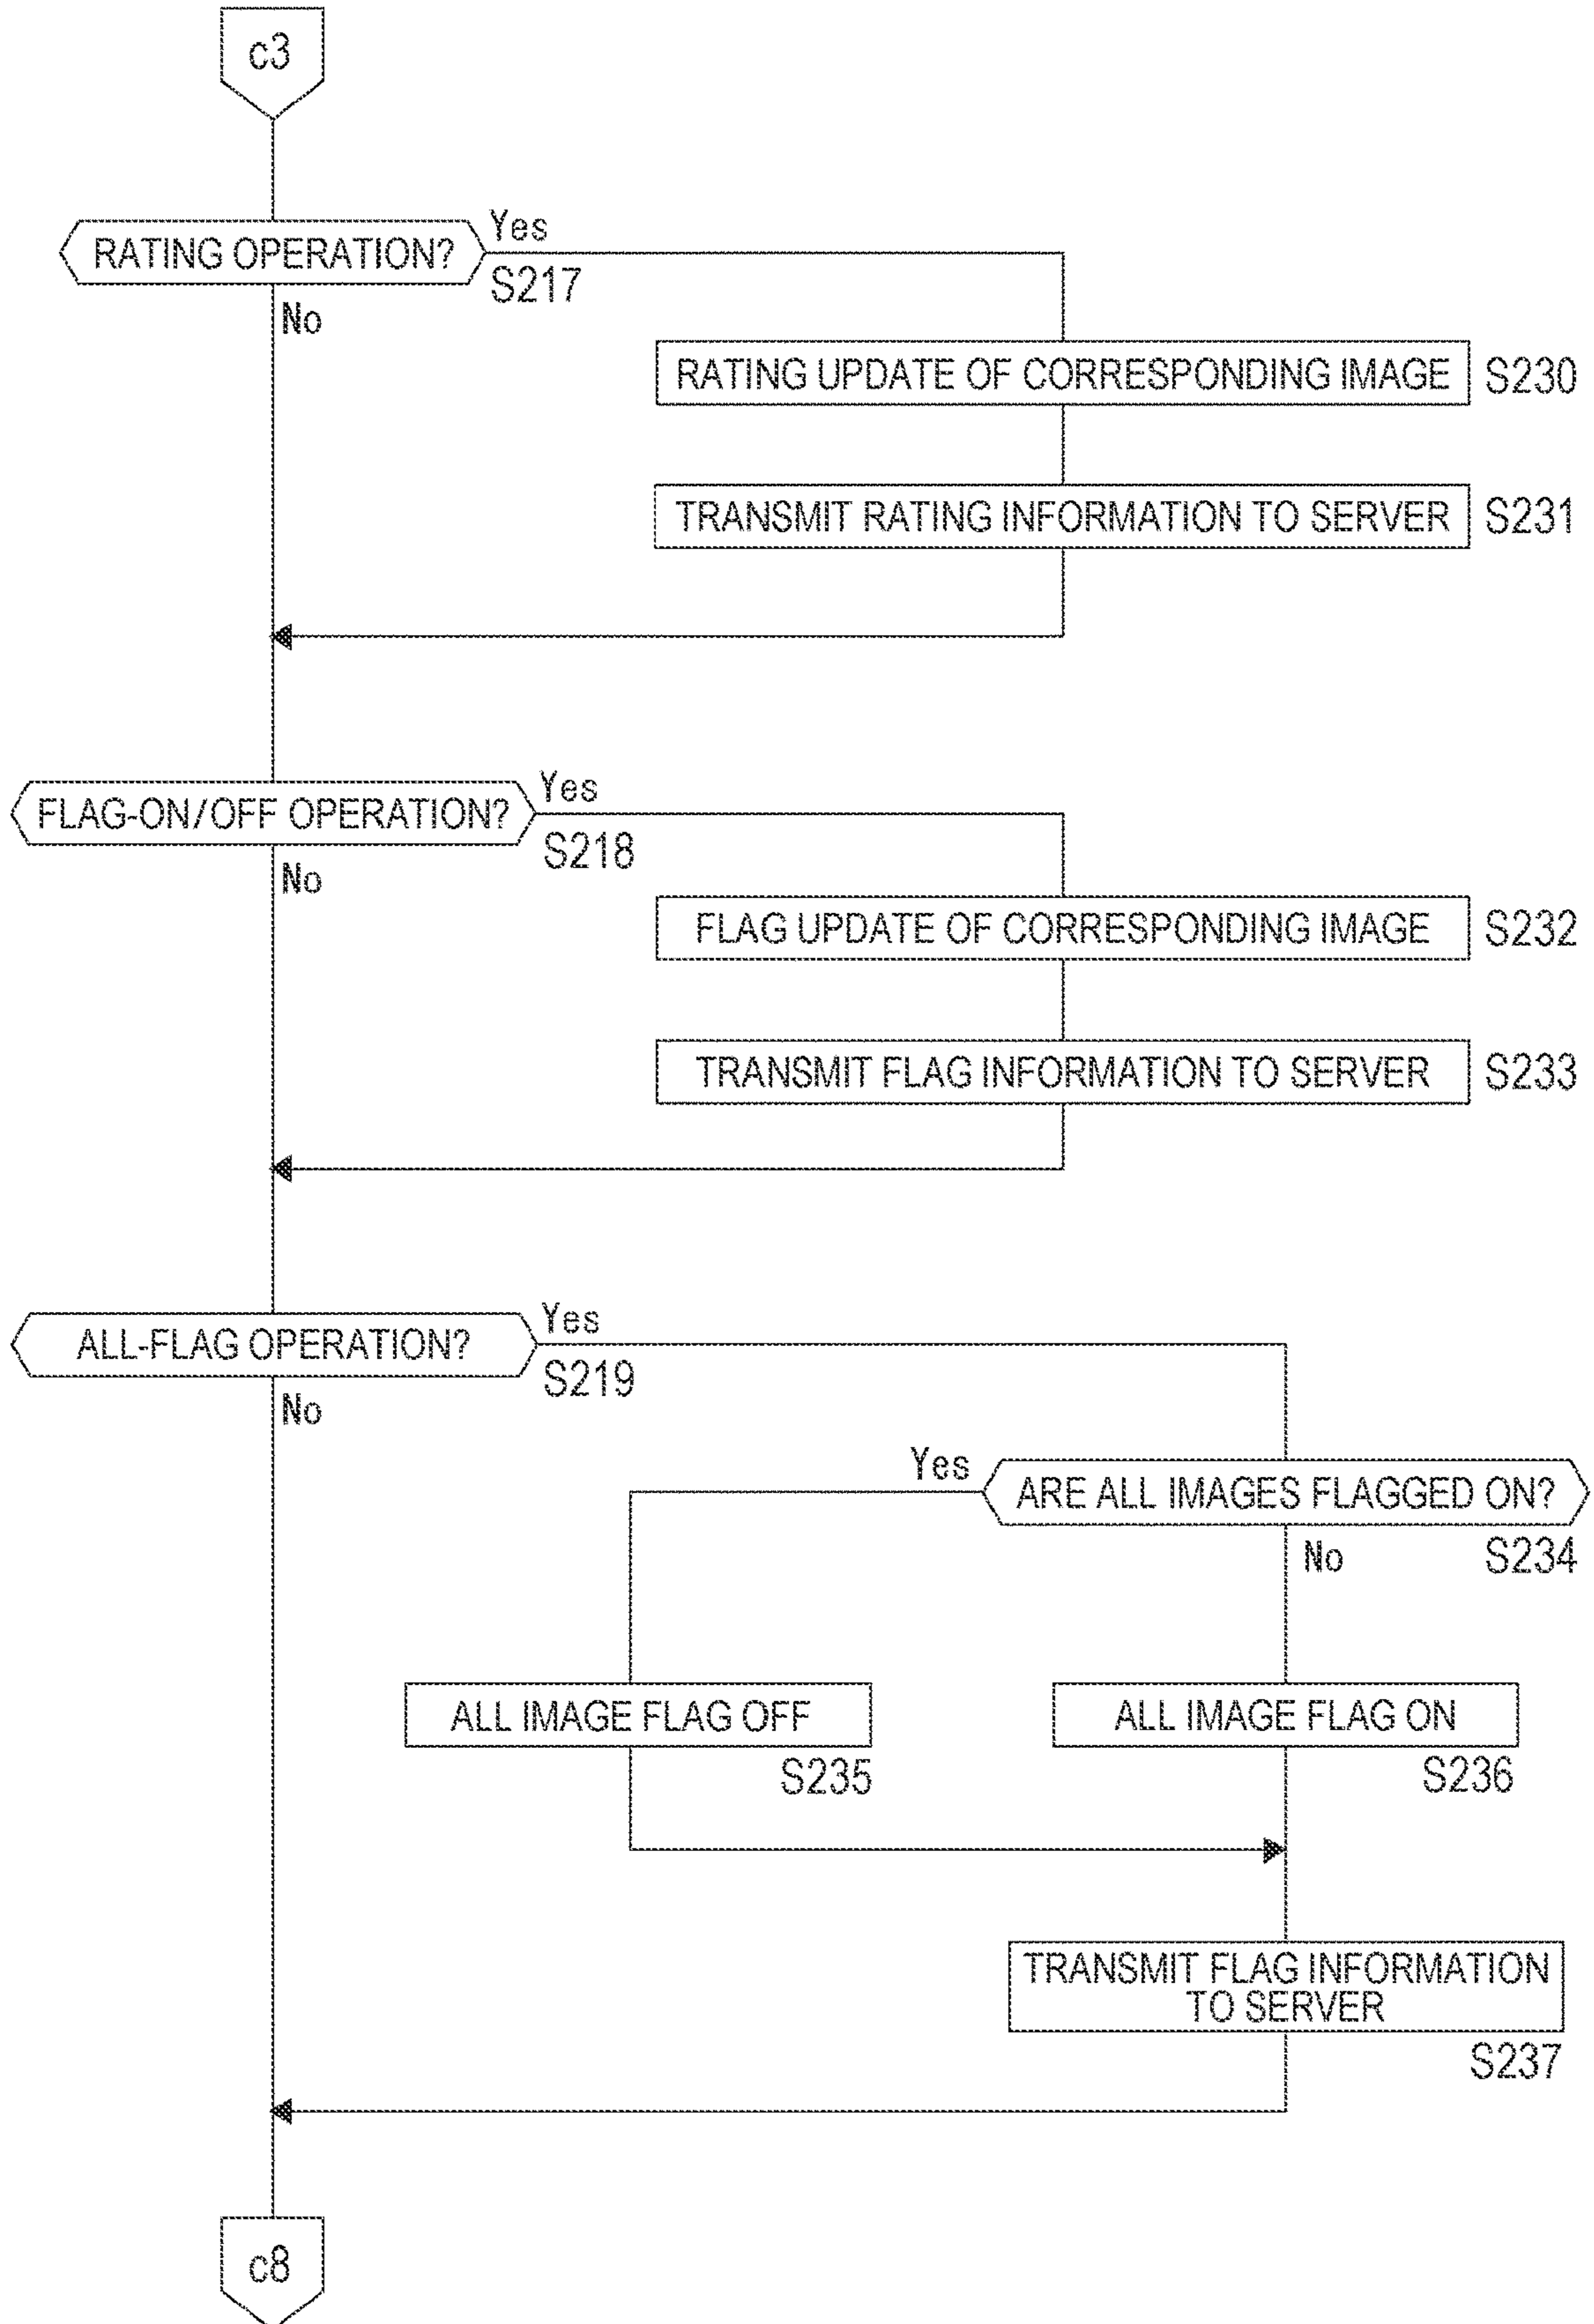 c3
RATING OPERATION?
Yes
S217
No
RATING UPDATE OF CORRESPONDING IMAGE
S230
TRANSMIT RATING INFORMATION TO SERVER
S231
FLAG-ON/OFF OPERATION?
Yes
S218
No
FLAG UPDATE OF CORRESPONDING IMAGE
S232
TRANSMIT FLAG INFORMATION TO SERVER
S233
ALL-FLAG OPERATION?
Yes
S219
No
Yes
ARE ALL IMAGES FLAGGED ON?
S234
No
ALL IMAGE FLAG OFF
S235
ALL IMAGE FLAG ON
S236
TRANSMIT FLAG INFORMATION
TO SERVER
S237
c8